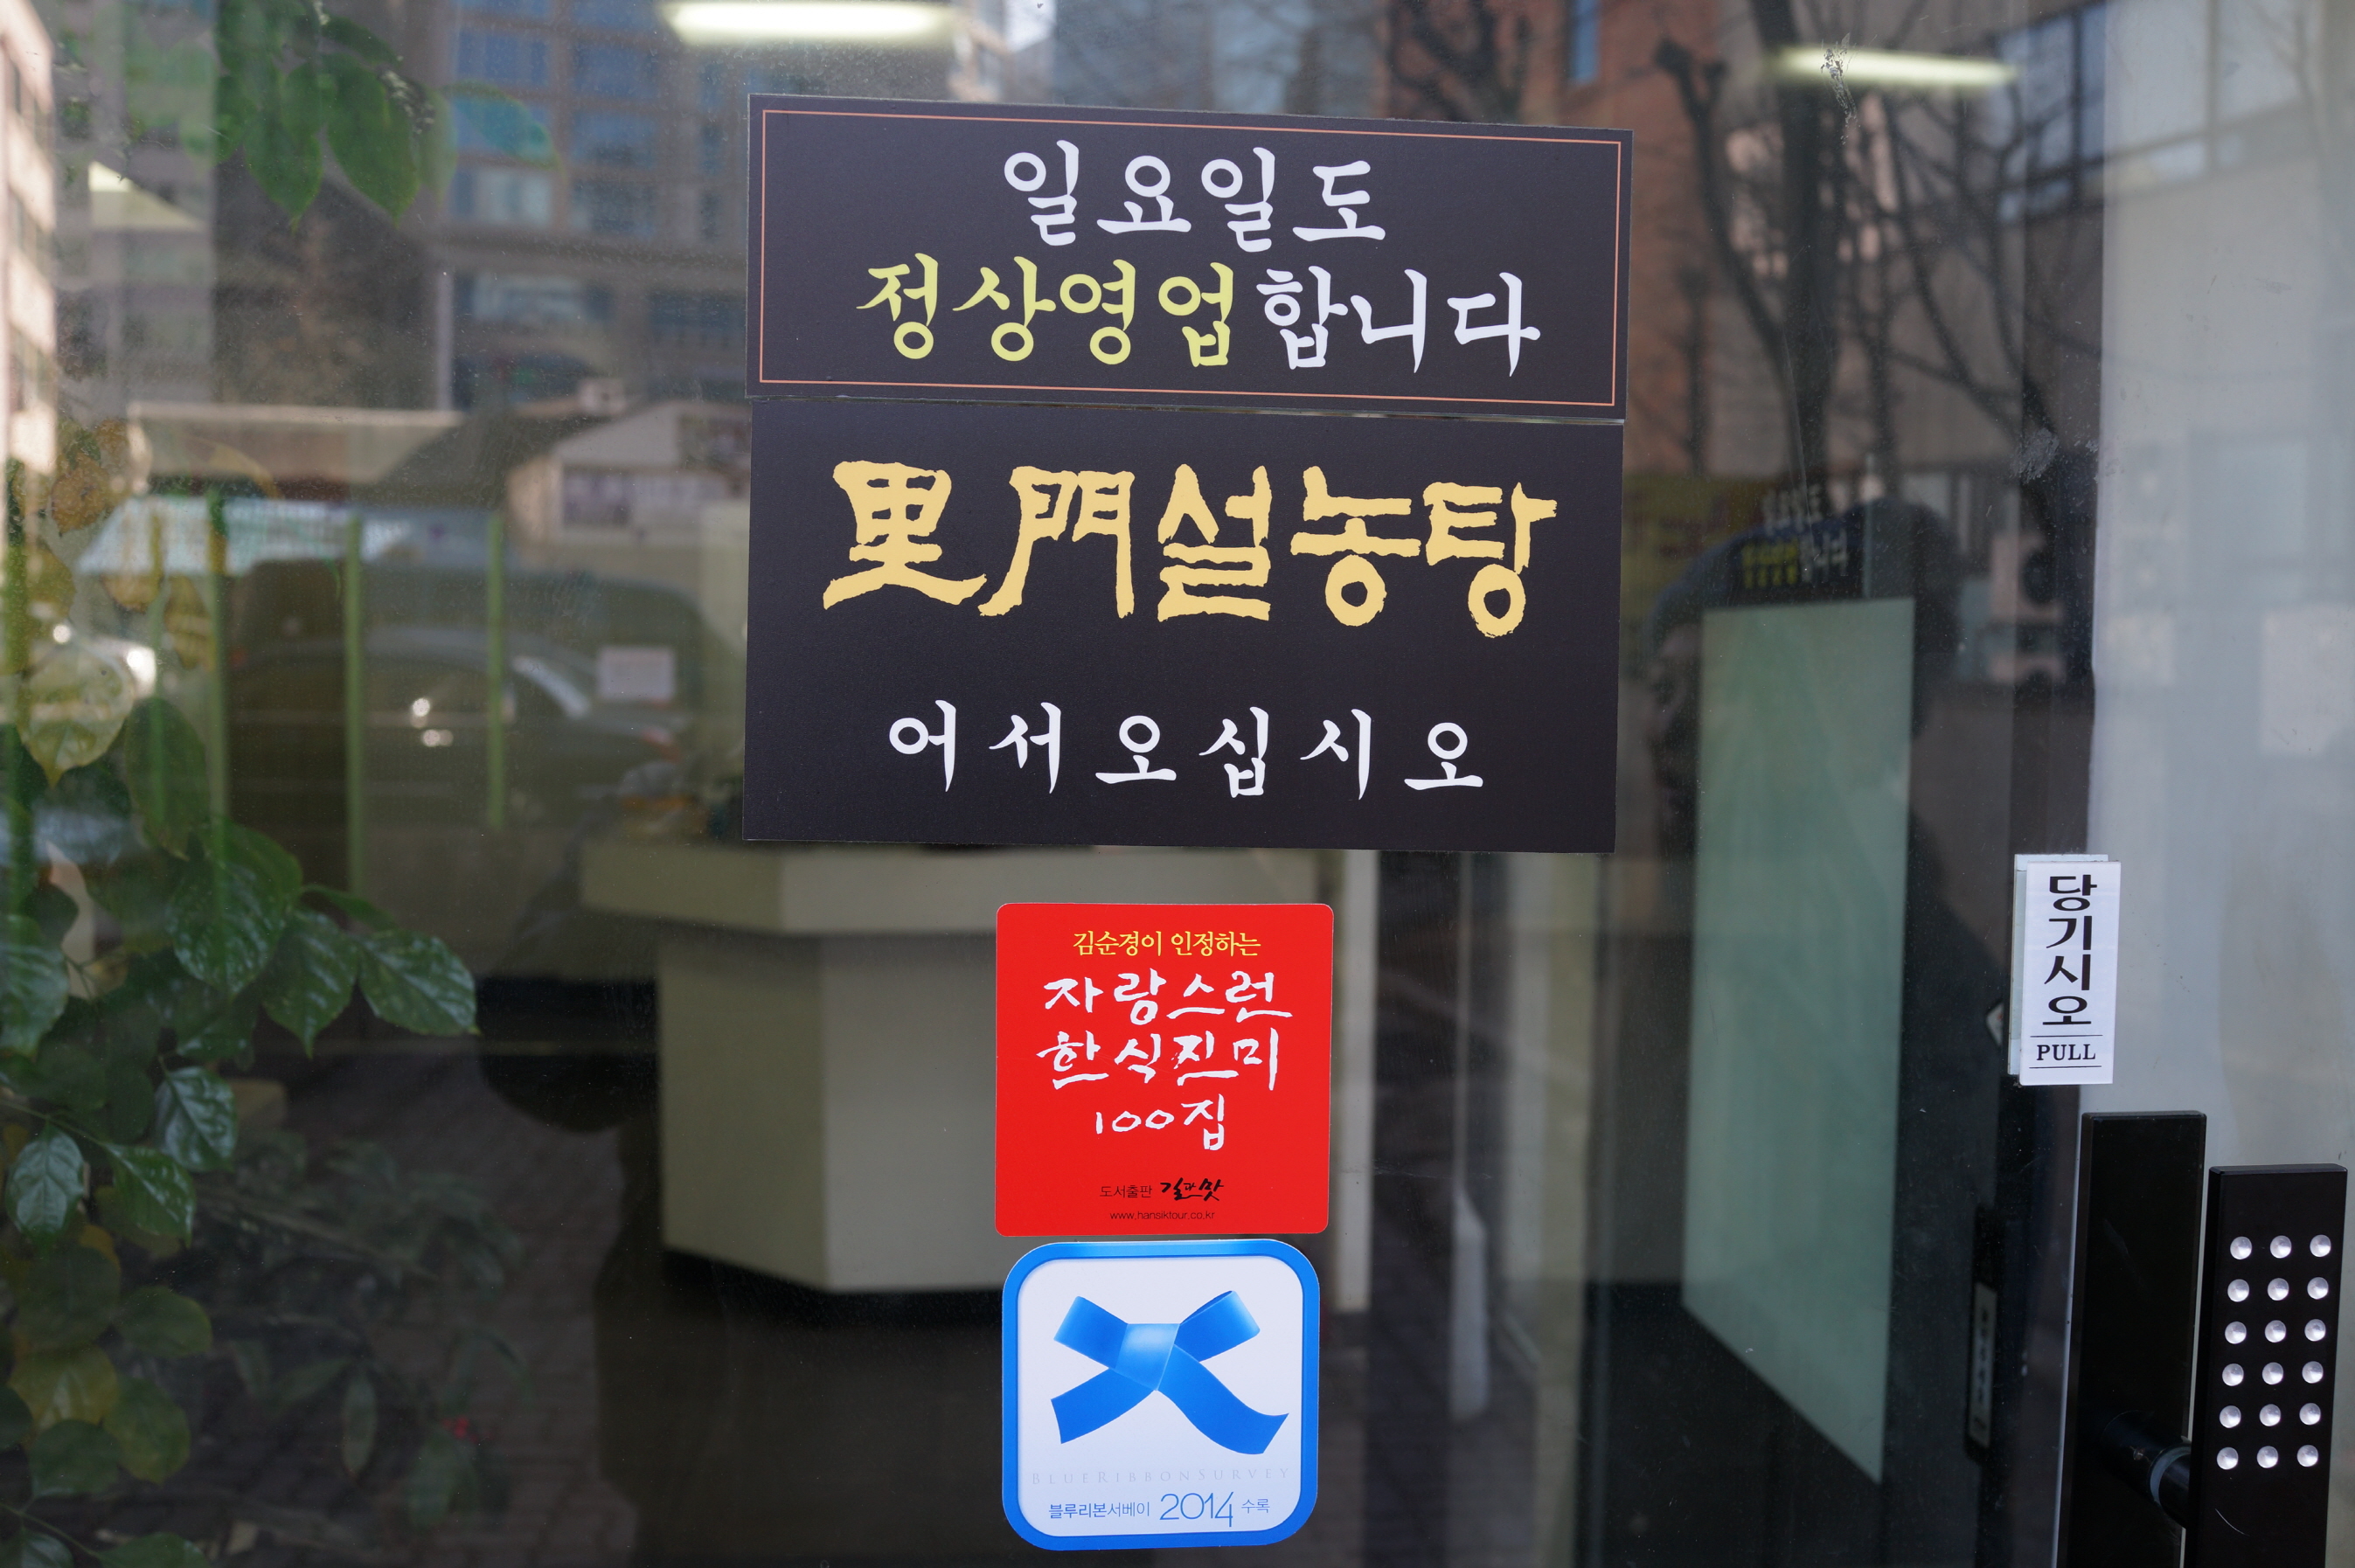 일요일도
정상영업합니다
里門설농탕
어서오십시오
김순경이 인정하는
자랑스런
한식진미
100집
도서출판 길과맛
www.hansiktour.co.kr
BLUERIBBONSURVEY
블루리본서베이 2014 수록
당기시오
PULL